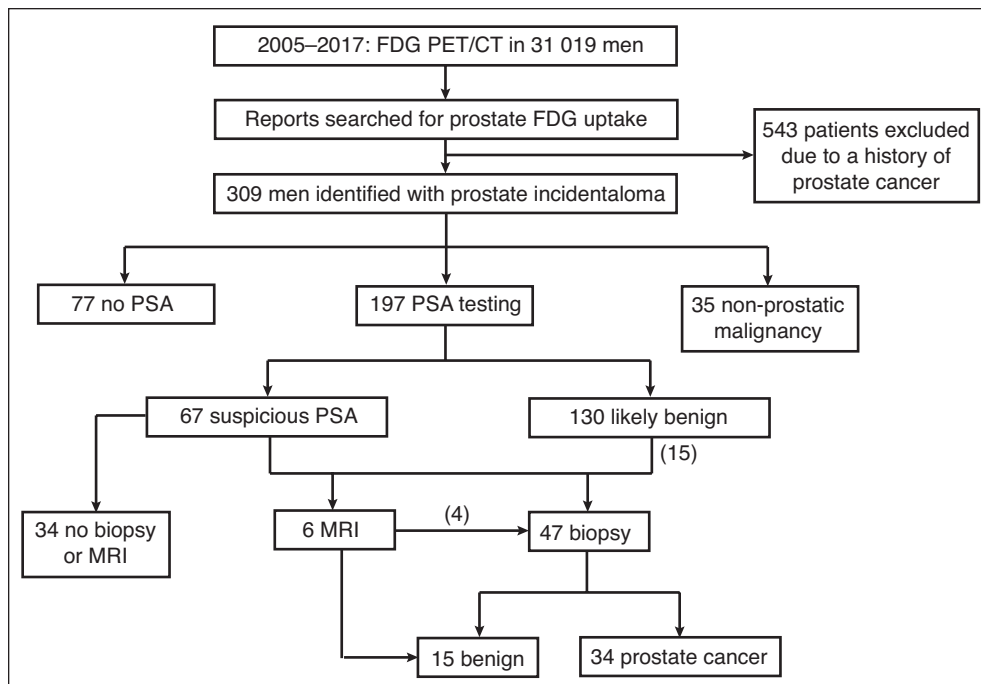 2005–2017: FDG PET/CT in 31 019 men
Reports searched for prostate FDG uptake
543 patients excluded
due to a history of
prostate cancer
309 men identified with prostate incidentaloma
77 no PSA
197 PSA testing
35 non-prostatic
malignancy
67 suspicious PSA
130 likely benign
(15)
34 no biopsy
or MRI
6 MRI
(4)
47 biopsy
15 benign
34 prostate cancer